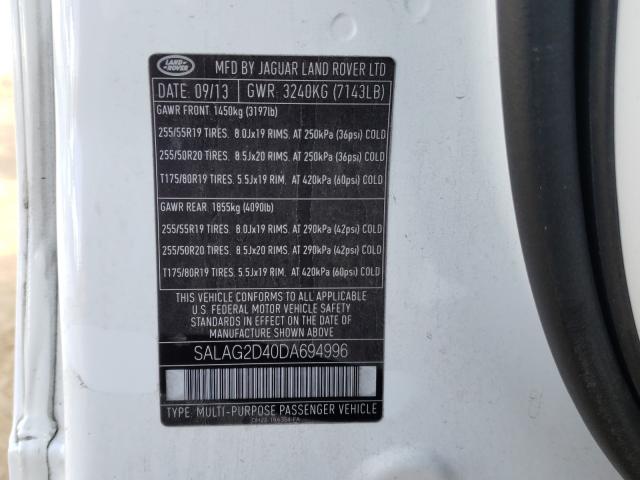 LAND ROVER
MFD BY JAGUAR LAND ROVER LTD
DATE: 09/13 GWR: 3240KG (7143LB)
GAWR FRONT: 1450kg (3197lb)
255/55R19 TIRES. 8.0Jx19 RIMS. AT 250kPa (36psi) COLD
255/50R20 TIRES. 8.5Jx20 RIMS. AT 250kPa (36psi) COLD
T175/80R19 TIRES. 5.5Jx19 RIM. AT 420kPa (60psi) COLD
GAWR REAR: 1855kg (4090lb)
255/55R19 TIRES. 8.0Jx19 RIMS. AT 290kPa (42psi) COLD
255/50R20 TIRES. 8.5Jx20 RIMS. AT 290kPa (42psi) COLD
T175/80R19 TIRES. 5.5Jx19 RIM. AT 420kPa (60psi) COLD
THIS VEHICLE CONFORMS TO ALL APPLICABLE
U.S. FEDERAL MOTOR VEHICLE SAFETY
STANDARDS IN EFFECT ON THE DATE OF
MANUFACTURE SHOWN ABOVE
SALAG2D40DA694996
TYPE: MULTI-PURPOSE PASSENGER VEHICLE